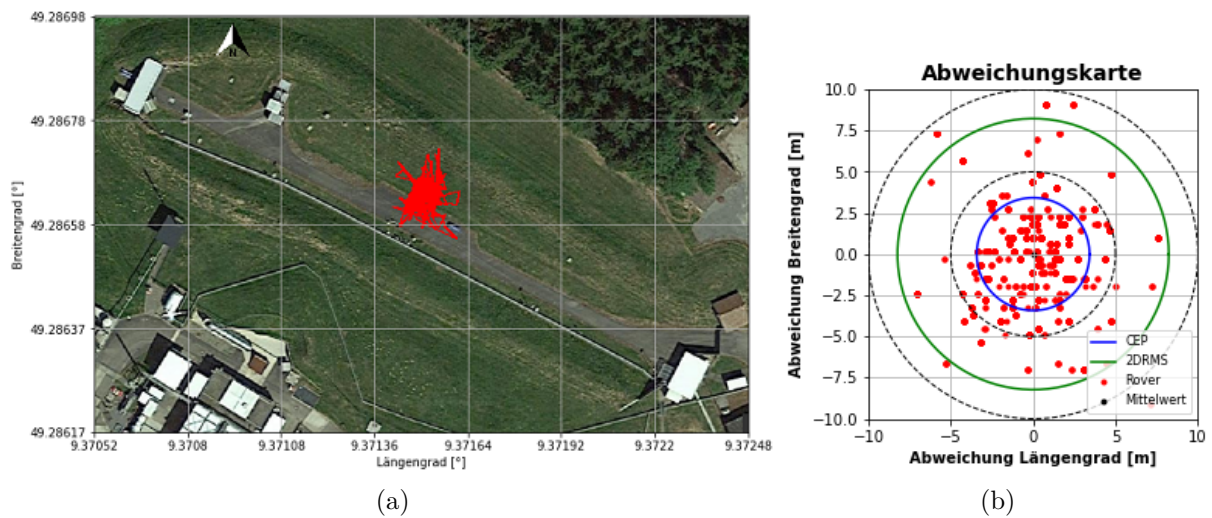 49.28698
49.28678
49.28658
49.28637
49.28617
Breitengrad [°]
N
9.37052
9.3708
9.37108
9.37136
9.37164
9.37192
9.3722
9.37248
Längengrad [°]
(a)
Abweichungskarte
10.0
7.5
5.0
2.5
0.0
−2.5
−5.0
−7.5
−10.0
Abweichung Breitengrad [m]
CEP
2DRMS
Rover
Mittelwert
−10
−5
0
5
10
Abweichung Längengrad [m]
(b)